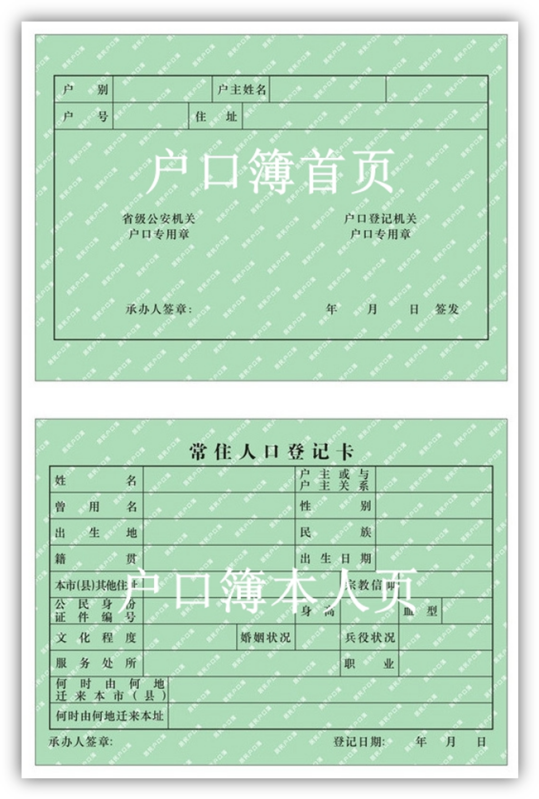 户别 户主姓名
户号 住址
户口簿首页
省级公安机关 户口登记机关
户口专用章 户口专用章
承办人签章: 年 月 日 签发
常住人口登记卡
姓名 户主或与户主关系
曾用名 性别
出生地 民族
籍贯 出生日期
本市(县)其他住址 宗教信仰
户口簿本人页
公民身份证件编号 身高 血型
文化程度 婚姻状况 兵役状况
服务处所 职业
何时由何地迁来本市(县)
何时由何地迁来本址
承办人签章: 登记日期: 年 月 日